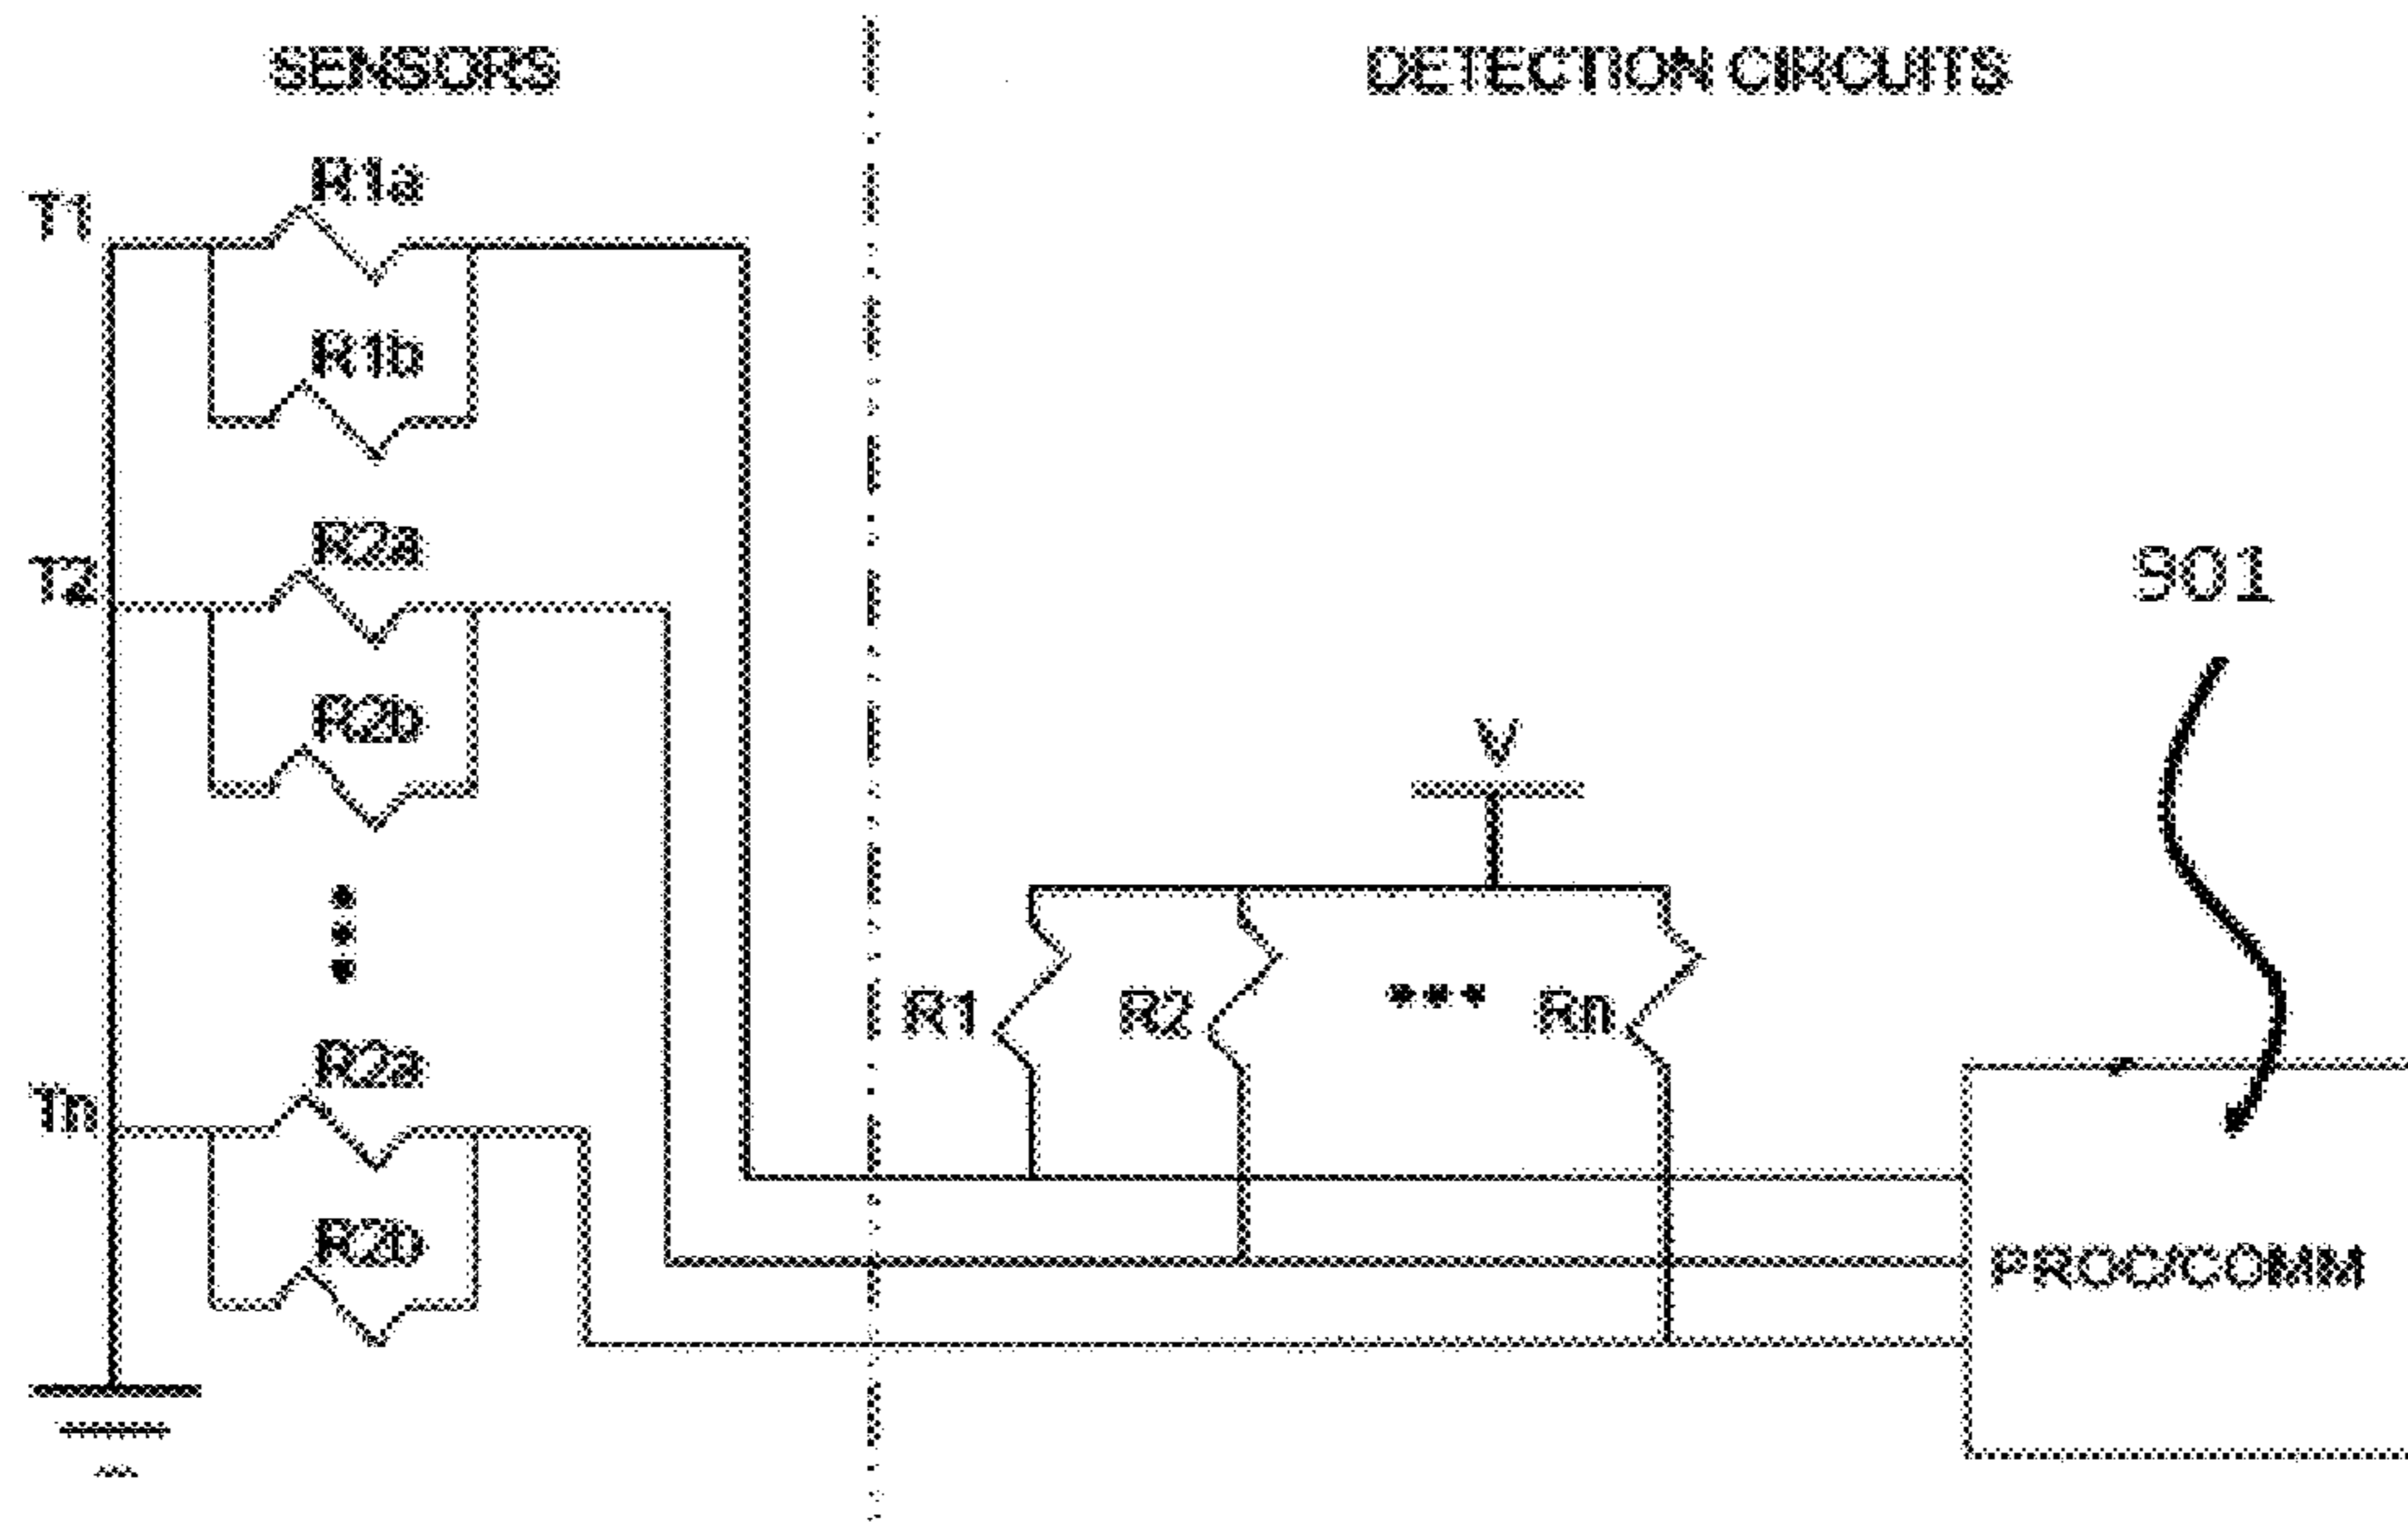 SENSORS
DETECTION CIRCUITS
R1a
T1
R1b
R2a
T2
R2b
901
V
R1
R2
Rn
R2a
Tn
R2b
PROC/COMM